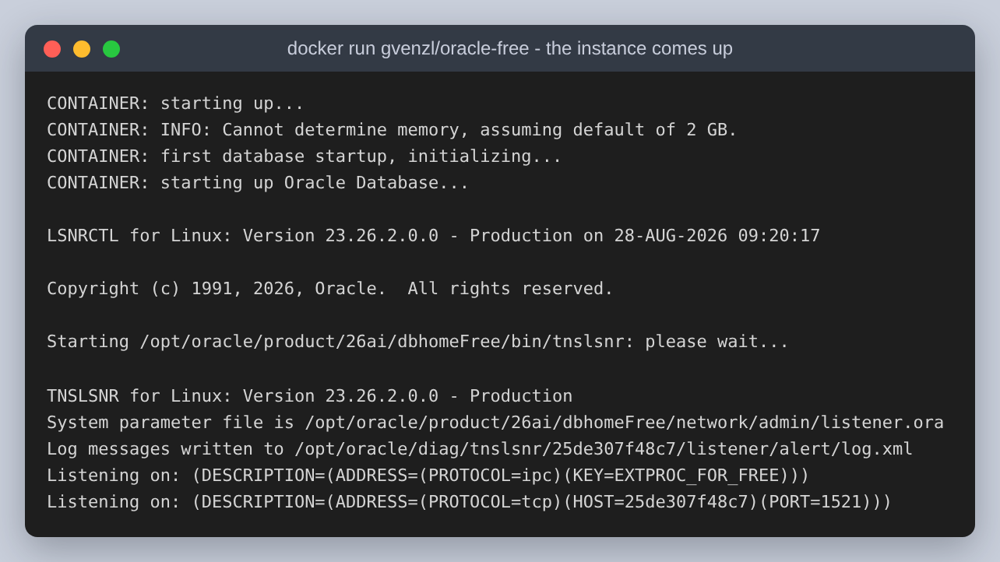 docker run gvenzl/oracle-free - the instance comes up
CONTAINER: starting up...
CONTAINER: INFO: Cannot determine memory, assuming default of 2 GB.
CONTAINER: first database startup, initializing...
CONTAINER: starting up Oracle Database...
LSNRCTL for Linux: Version 23.26.2.0.0 - Production on 28-AUG-2026 09:20:17
Copyright (c) 1991, 2026, Oracle.  All rights reserved.
Starting /opt/oracle/product/26ai/dbhomeFree/bin/tnslsnr: please wait...
TNSLSNR for Linux: Version 23.26.2.0.0 - Production
System parameter file is /opt/oracle/product/26ai/dbhomeFree/network/admin/listener.ora
Log messages written to /opt/oracle/diag/tnslsnr/25de307f48c7/listener/alert/log.xml
Listening on: (DESCRIPTION=(ADDRESS=(PROTOCOL=ipc)(KEY=EXTPROC_FOR_FREE)))
Listening on: (DESCRIPTION=(ADDRESS=(PROTOCOL=tcp)(HOST=25de307f48c7)(PORT=1521)))